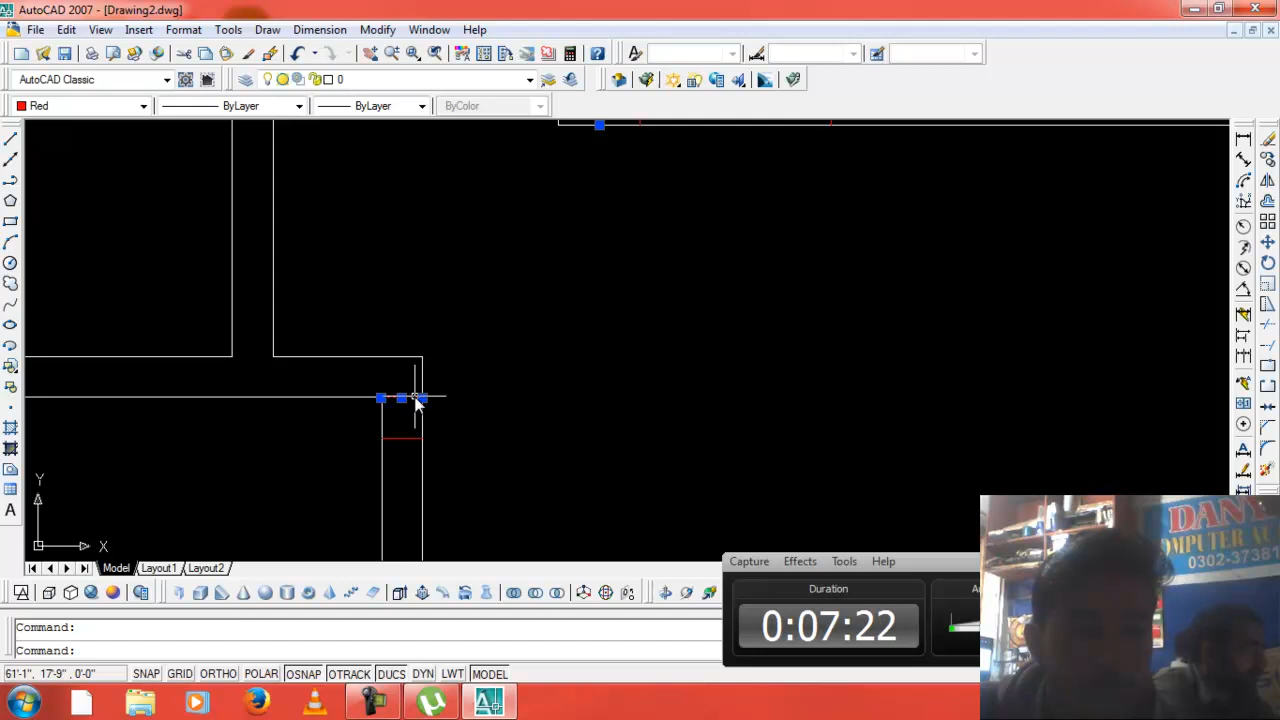 AutoCAD 2007 - [Drawing2.dwg]
File Edit View Insert Format Tools Draw Dimension Modify Window Help
AutoCAD Classic
0
Red
ByLayer
ByLayer
ByColor
Y
X
Model Layout1 Layout2
Capture Effects Tools Help
Duration
0:07:22
Command:
Command:
61'-1", 17'-9", 0'-0" SNAP GRID ORTHO POLAR OSNAP OTRACK DUCS DYN LWT MODEL
DANY
COMPUTER
0302-37381